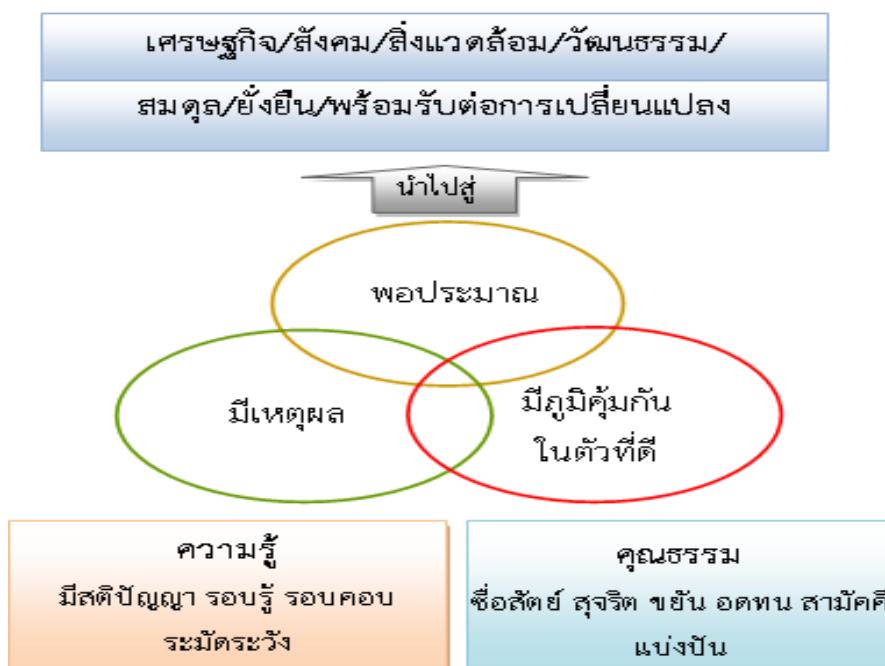 เศรษฐกิจ/สังคม/สิ่งแวดล้อม/วัฒนธรรม/
สมดุล/ยั่งยืน/พร้อมรับต่อการเปลี่ยนแปลง
นำไปสู่
พอประมาณ
มีเหตุผล
มีภูมิคุ้มกัน
ในตัวที่ดี
ความรู้
มีสติปัญญา รอบรู้ รอบคอบ
ระมัดระวัง
คุณธรรม
ซื่อสัตย์ สุจริต ขยัน อดทน สามัคคี
แบ่งปัน